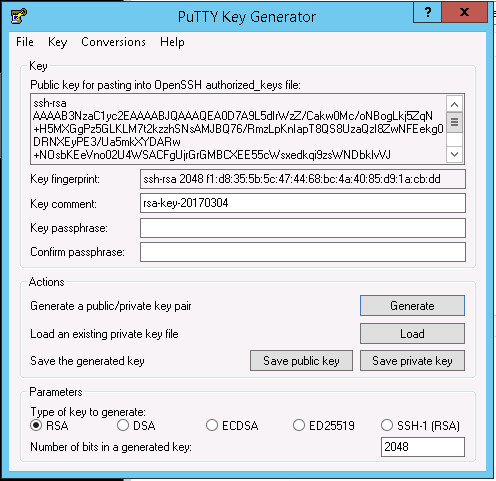 PuTTY Key Generator
? x
File Key Conversions Help
Key
Public key for pasting into OpenSSH authorized_keys file:
ssh-rsa
AAAAB3NzaC1yc2EAAAABJQAAAQEA0D7A9L5dIrWzZ/Cakw0Mc/oNBogLkj5ZqN
+H5MXGgPz5GLKLM7t2kzzhSNsAMJBQ76/RmzLpKnIapT8QS8UzaQzI8ZwNFEekg0
DRNXEyPE3/Ua5mkXYDARw
+NOsbKEeVno02U4WSACFgUjrGrGMBCXEE55cWsxedkqi9zsWNDbklvVJ
Key fingerprint: ssh-rsa 2048 f1:d8:35:5b:5c:47:44:68:bc:4a:40:85:d9:1a:cb:dd
Key comment: rsa-key-20170304
Key passphrase:
Confirm passphrase:
Actions
Generate a public/private key pair Generate
Load an existing private key file Load
Save the generated key Save public key Save private key
Parameters
Type of key to generate:
RSA DSA ECDSA ED25519 SSH-1 (RSA)
Number of bits in a generated key: 2048